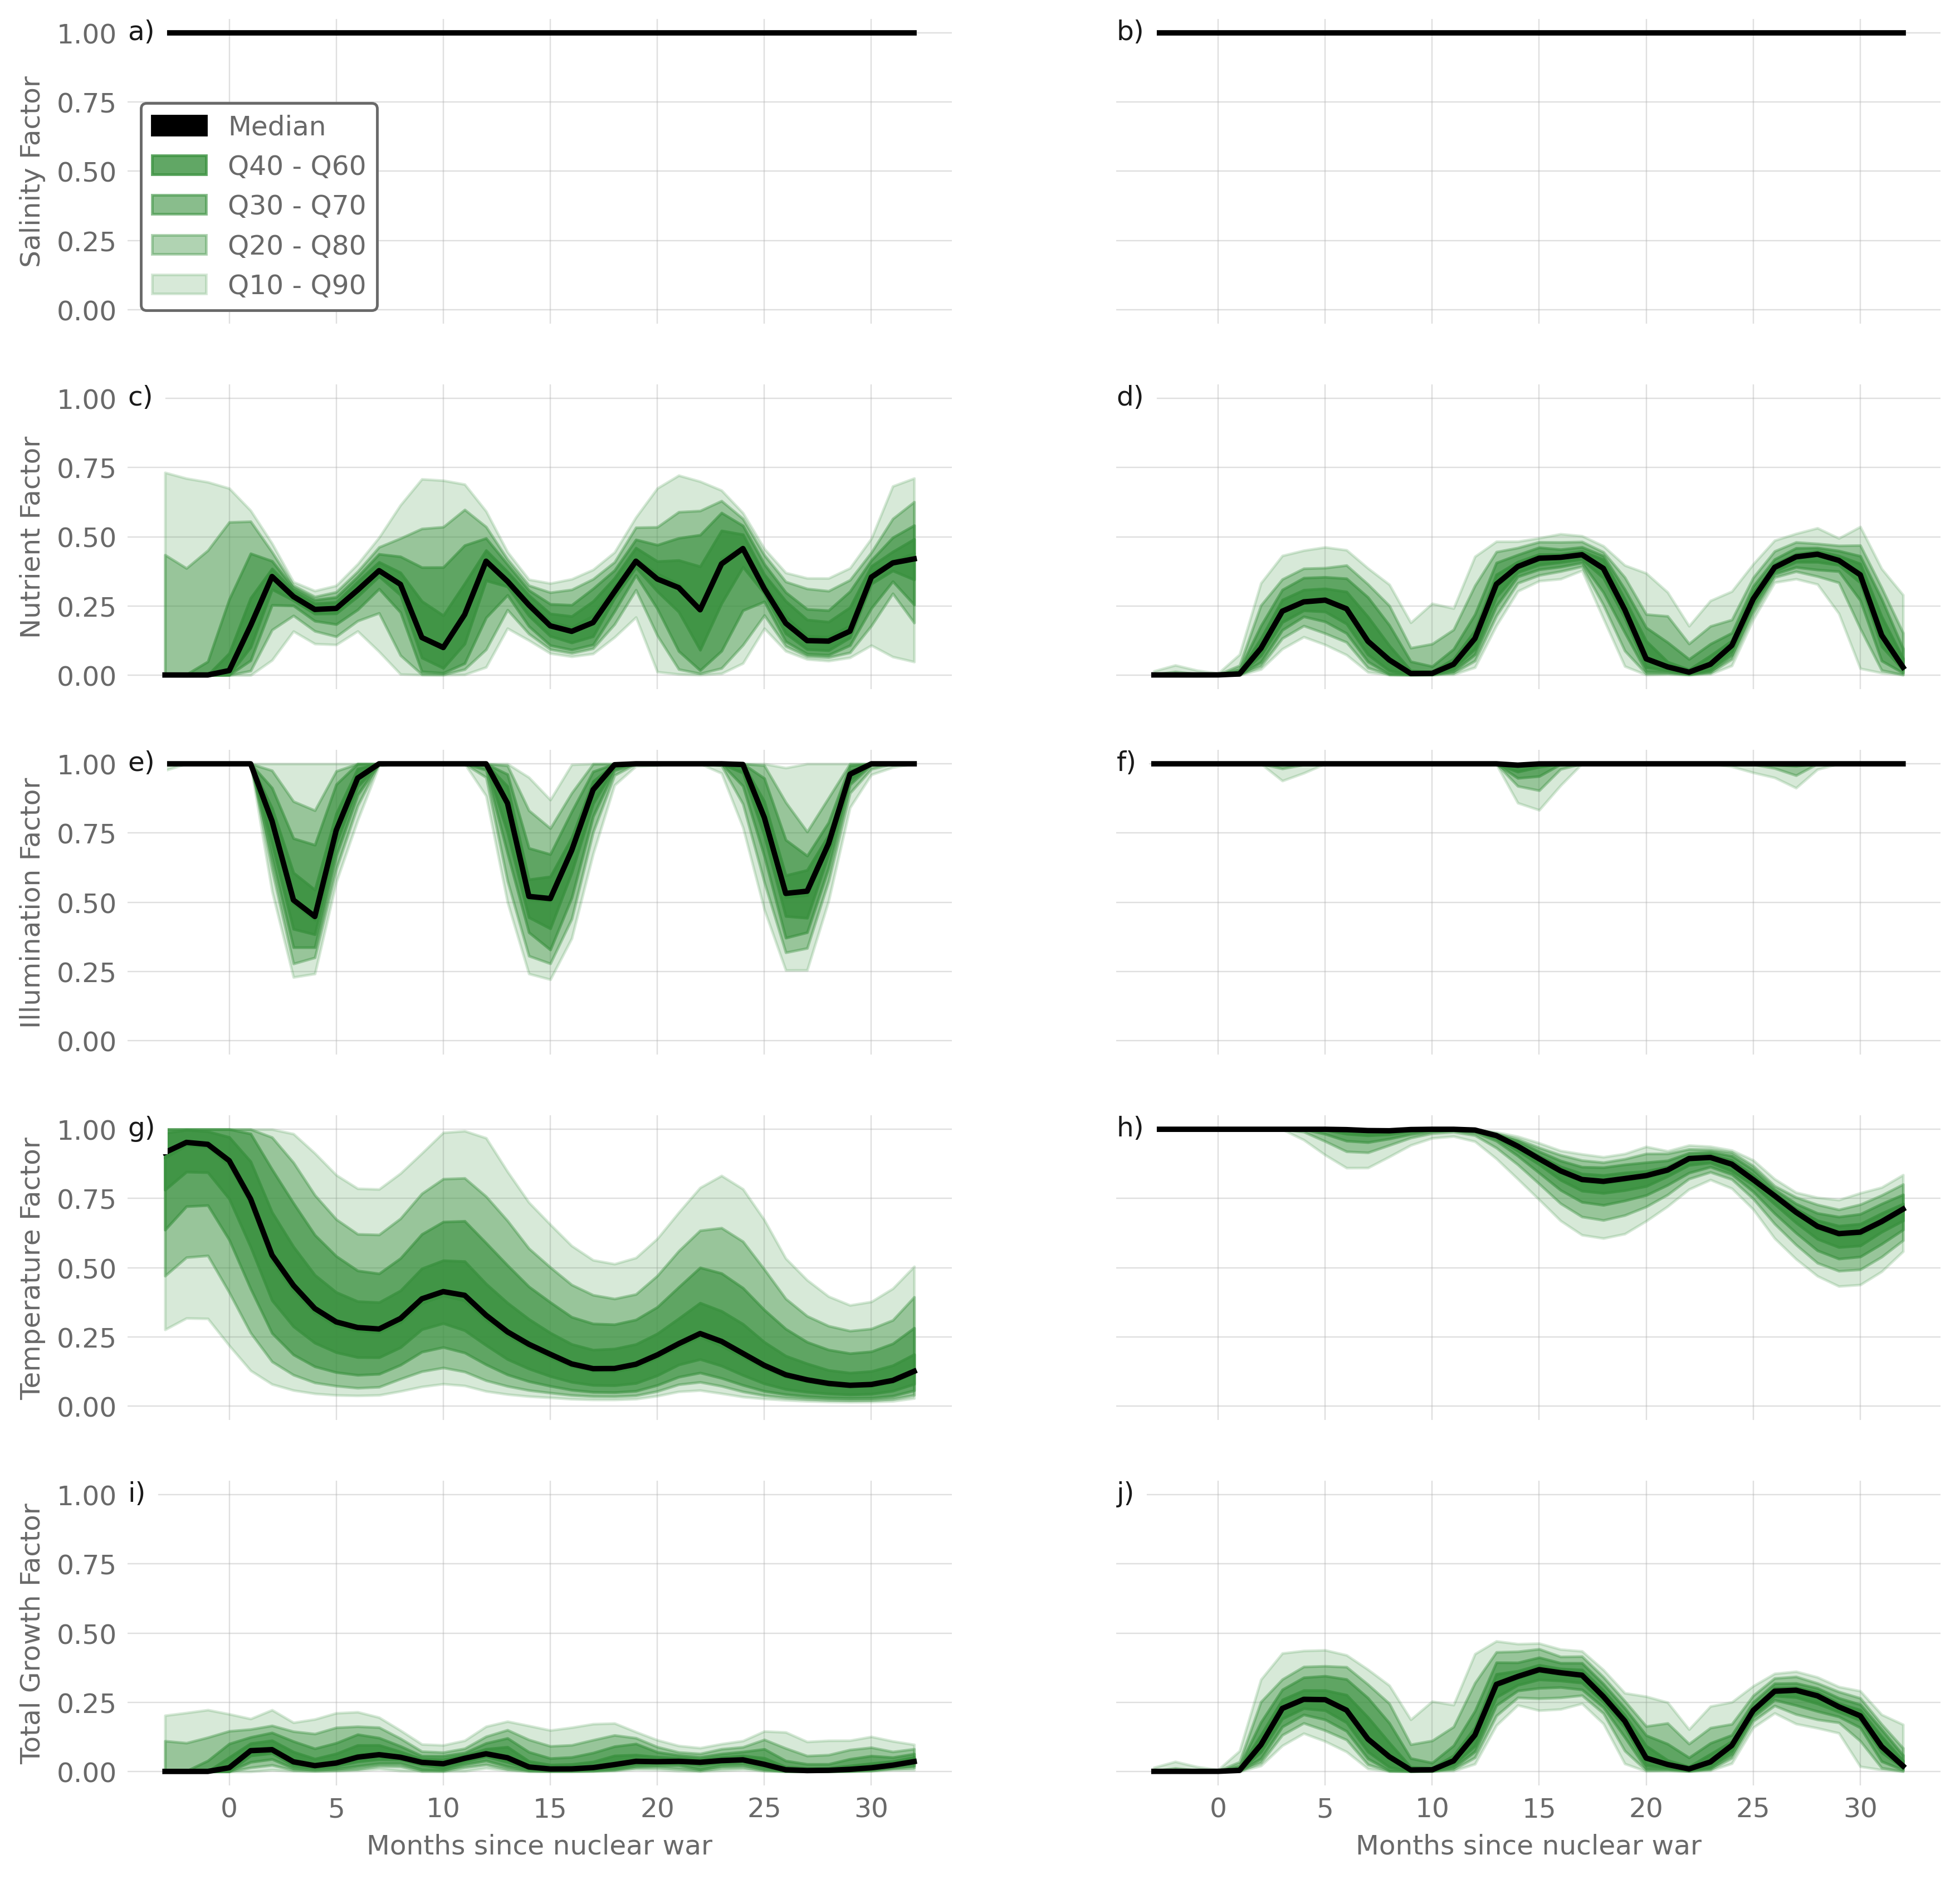 a)
b)
1.00
0.75
0.50
0.25
0.00
Salinity Factor
Median
Q40 - Q60
Q30 - Q70
Q20 - Q80
Q10 - Q90
c)
d)
1.00
0.75
0.50
0.25
0.00
Nutrient Factor
e)
f)
1.00
0.75
0.50
0.25
0.00
Illumination Factor
g)
h)
1.00
0.75
0.50
0.25
0.00
Temperature Factor
i)
j)
1.00
0.75
0.50
0.25
0.00
Total Growth Factor
0 5 10 15 20 25 30
0 5 10 15 20 25 30
Months since nuclear war
Months since nuclear war